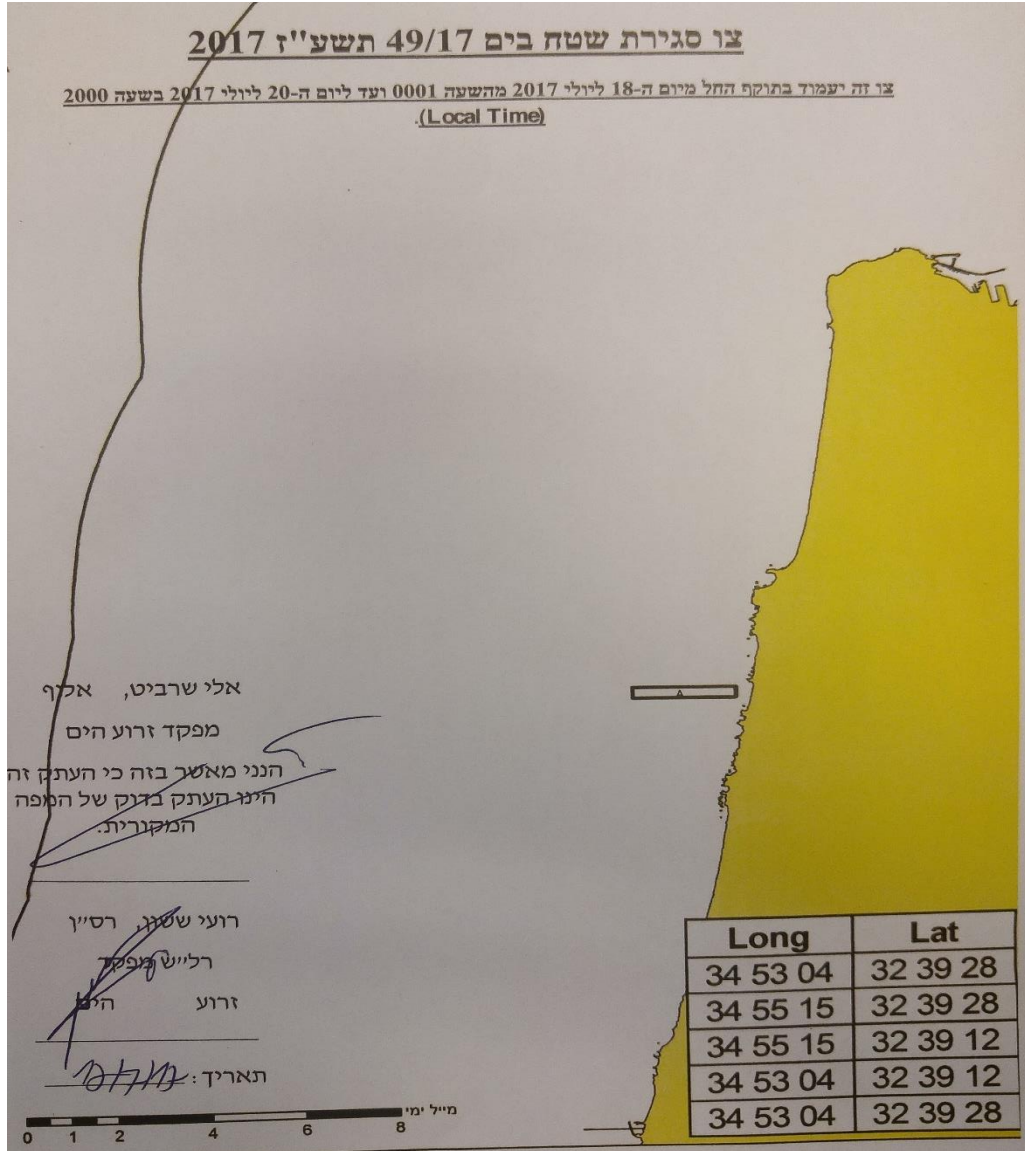 צו סגירת שטח בים 49/17 תשע"ז 2017
צו זה יעמוד בתוקף החל מיום ה-18 ליולי 2017 מהשעה 0001 ועד ליום ה-20 ליולי 2017 בשעה 2000
(Local Time).
אלי שרביט, אלוף
מפקד זרוע הים
הנני מאשר בזה כי העתק זה
הינו העתק בדוק של המפה
המקורית.
רועי ששון, רס"ן
רל"ש מפקד
זרוע הים
תאריך:
A
Long Lat
34 53 04 32 39 28
34 55 15 32 39 28
34 55 15 32 39 12
34 53 04 32 39 12
34 53 04 32 39 28
מייל ימי
0 1 2 4 6 8